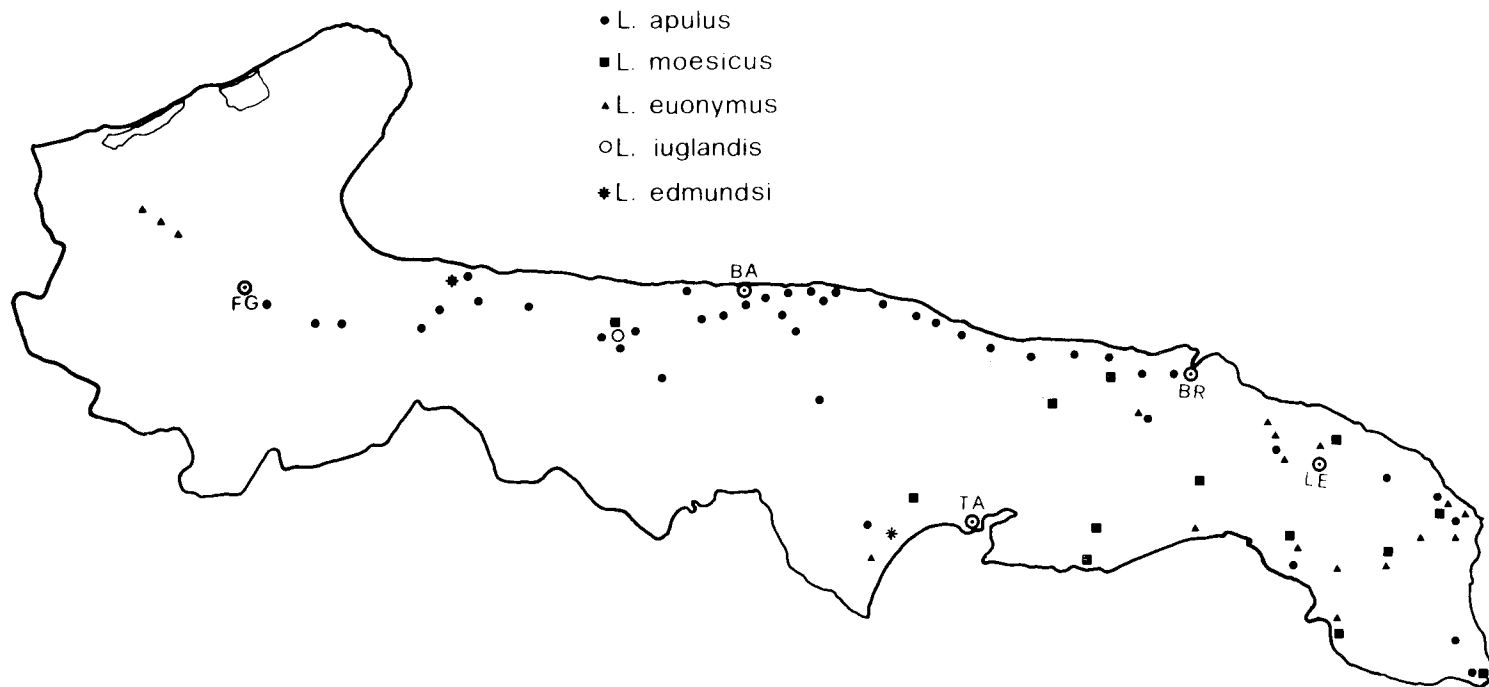 L. apulus
L. moesicus
L. euonymus
L. iuglandis
L. edmundsi
BA
FG
BR
LE
TA